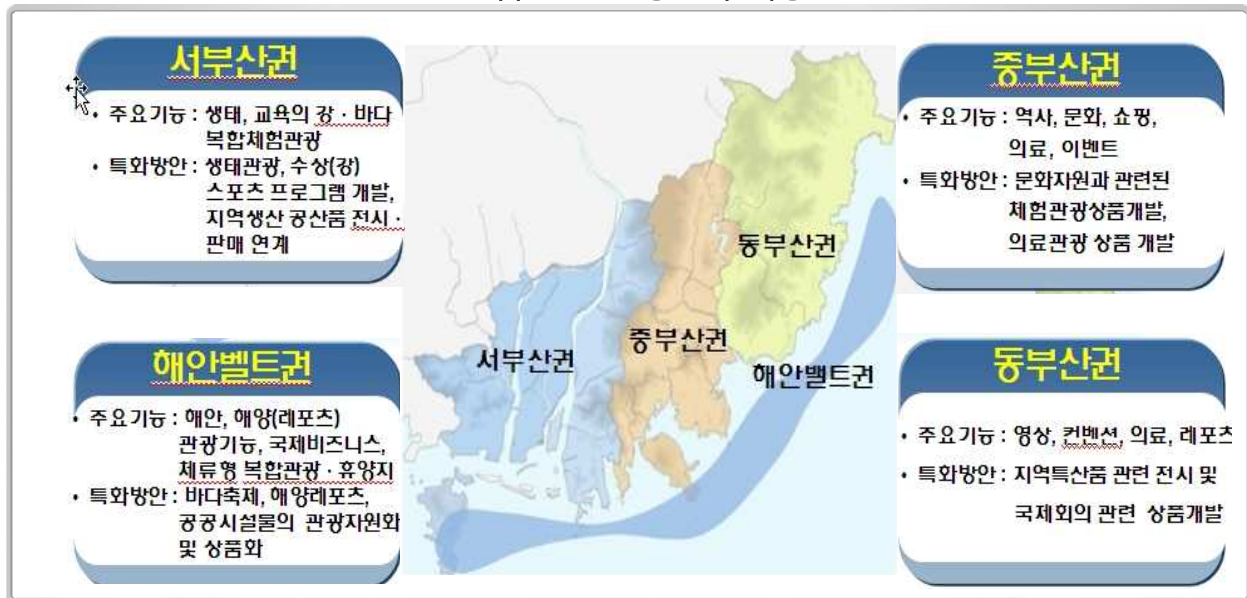 서부산권
• 주요기능 : 생태, 교육의 강 · 바다
복합체험관광
• 특화방안 : 생태관광, 수상(강)
스포츠 프로그램 개발,
지역생산 공산품 전시 ·
판매 연계
중부산권
• 주요기능 : 역사, 문화, 쇼핑,
의료, 이벤트
• 특화방안 : 문화자원과 관련된
체험관광상품개발,
의료관광 상품 개발
동부산권
중부산권
서부산권
해안밸트권
해안벨트권
• 주요기능 : 해안, 해양(레포츠)
관광기능, 국제비즈니스,
체류형 복합관광 · 휴양지
• 특화방안 : 바다축제, 해양레포츠,
공공시설물의 관광자원화
및 상품화
동부산권
• 주요기능 : 영상, 컨벤션, 의료, 레포츠
• 특화방안 : 지역특산품 관련 전시 및
국제회의 관련 상품개발